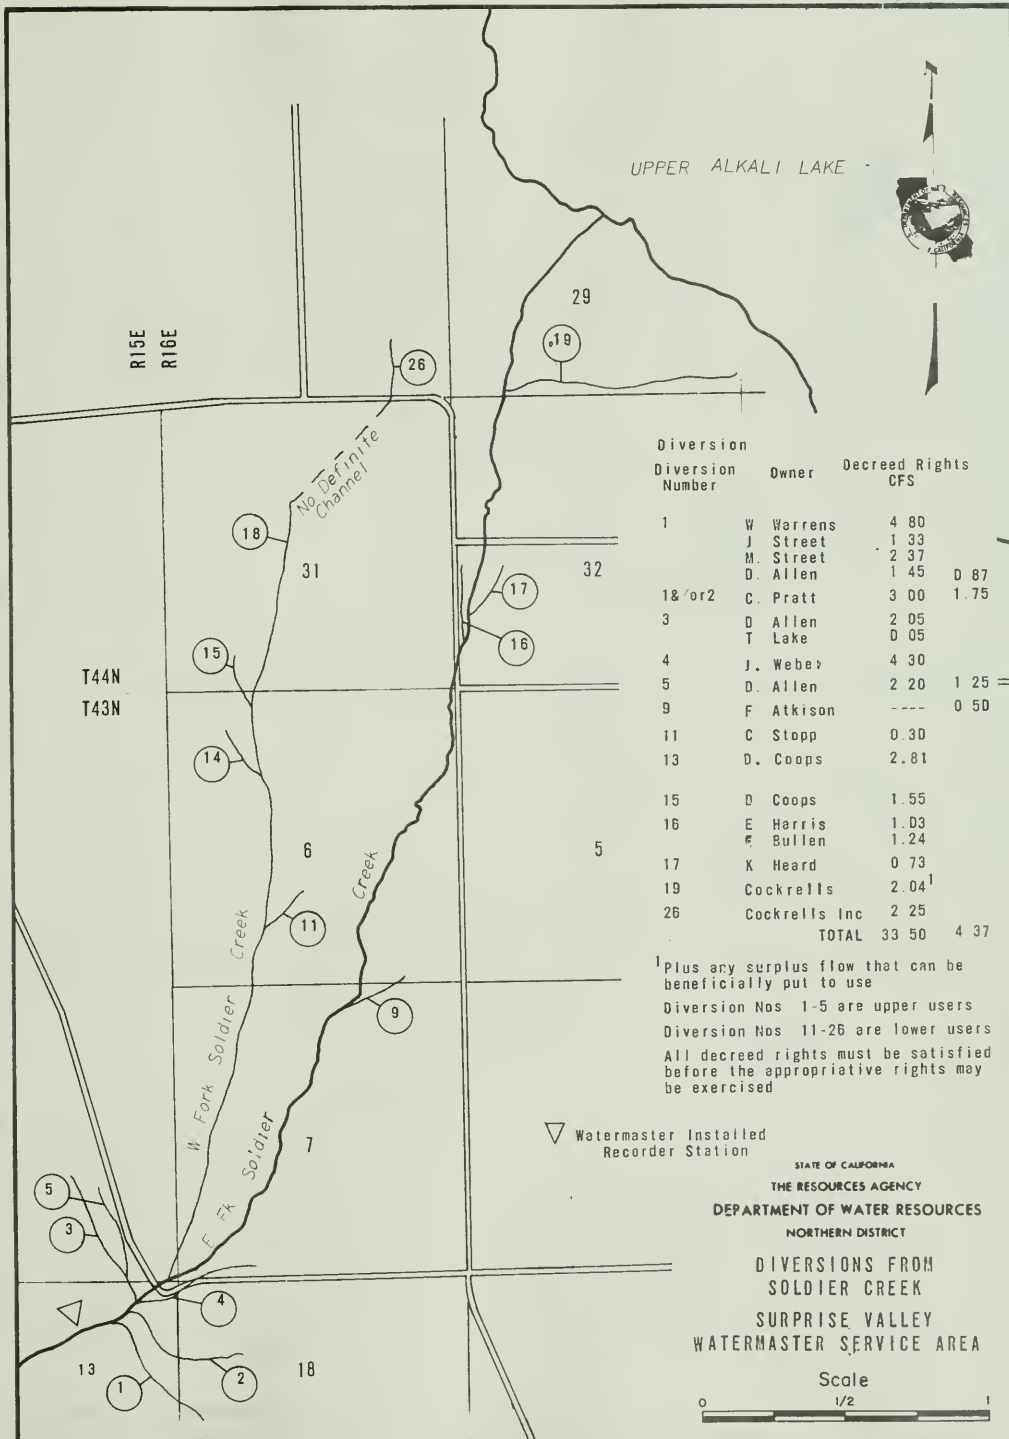 UPPER ALKALI LAKE
R15E
R16E
29
19
26
No Definite
Channel
18
31
32
17
16
15
T44N
T43N
14
6
5
Creek
11
W Fork Soldier Creek
9
E Fk Soldier
7
5
3
4
13
18
1
2
Diversion
Diversion Number Owner Decreed Rights CFS
1 W Warrens 4 80
J Street 1 33
M. Street 2 37
D. Allen 1 45 0 87
1&/or2 C. Pratt 3 00 1.75
3 D Allen 2 05
T Lake 0 05
4 J. Weber 4 30
5 D. Allen 2 20 1 25
9 F Atkison ---- 0 50
11 C Stopp 0.30
13 D. Coops 2.81
15 D Coops 1.55
16 E Harris 1.03
Bullen 1.24
17 K Heard 0 73
19 Cockrells 2.04¹
26 Cockrells Inc 2 25
TOTAL 33 50 4 37
¹Plus any surplus flow that can be
beneficially put to use
Diversion Nos 1-5 are upper users
Diversion Nos 11-26 are lower users
All decreed rights must be satisfied
before the appropriative rights may
be exercised
Watermaster Installed
Recorder Station
STATE OF CALIFORNIA
THE RESOURCES AGENCY
DEPARTMENT OF WATER RESOURCES
NORTHERN DISTRICT
DIVERSIONS FROM
SOLDIER CREEK
SURPRISE VALLEY
WATERMASTER SERVICE AREA
Scale
0 1/2 1